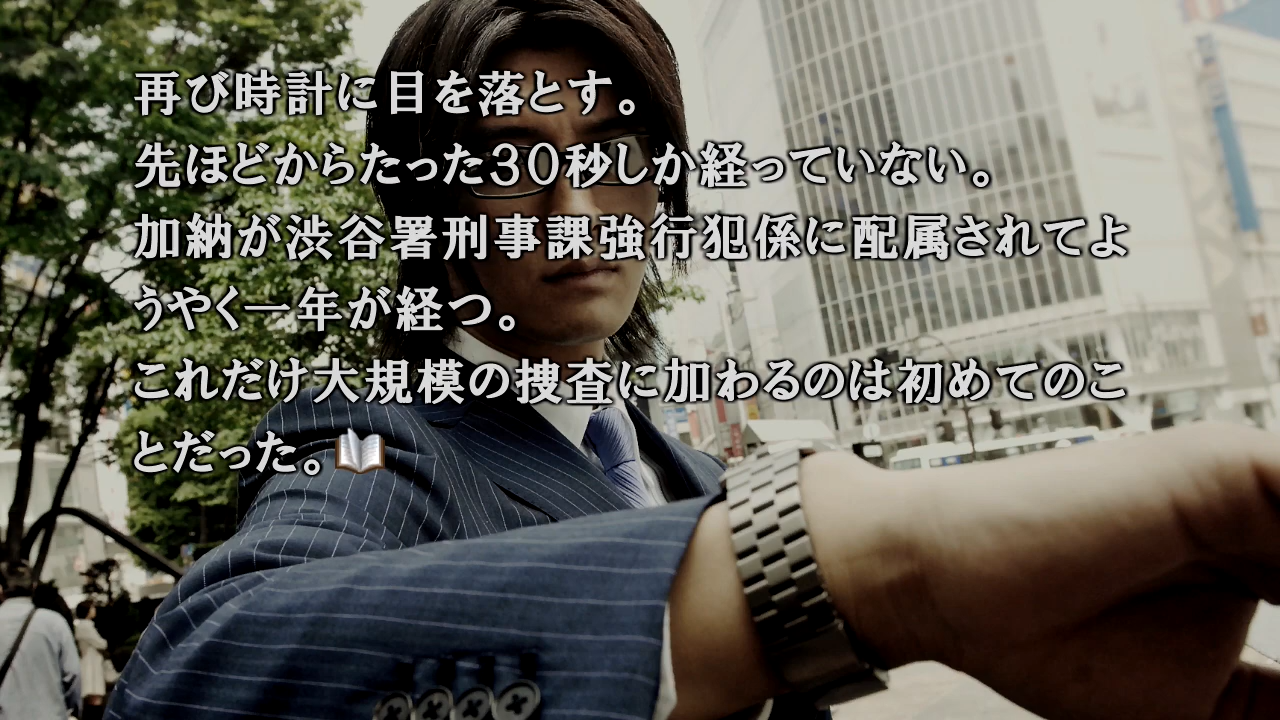 再び時計に目を落とす。
先ほどからたった３０秒しか経っていない。
加納が渋谷署刑事課強行犯係に配属されてよ
うやく一年が経つ。
これだけ大規模の捜査に加わるのは初めてのこ
とだった。